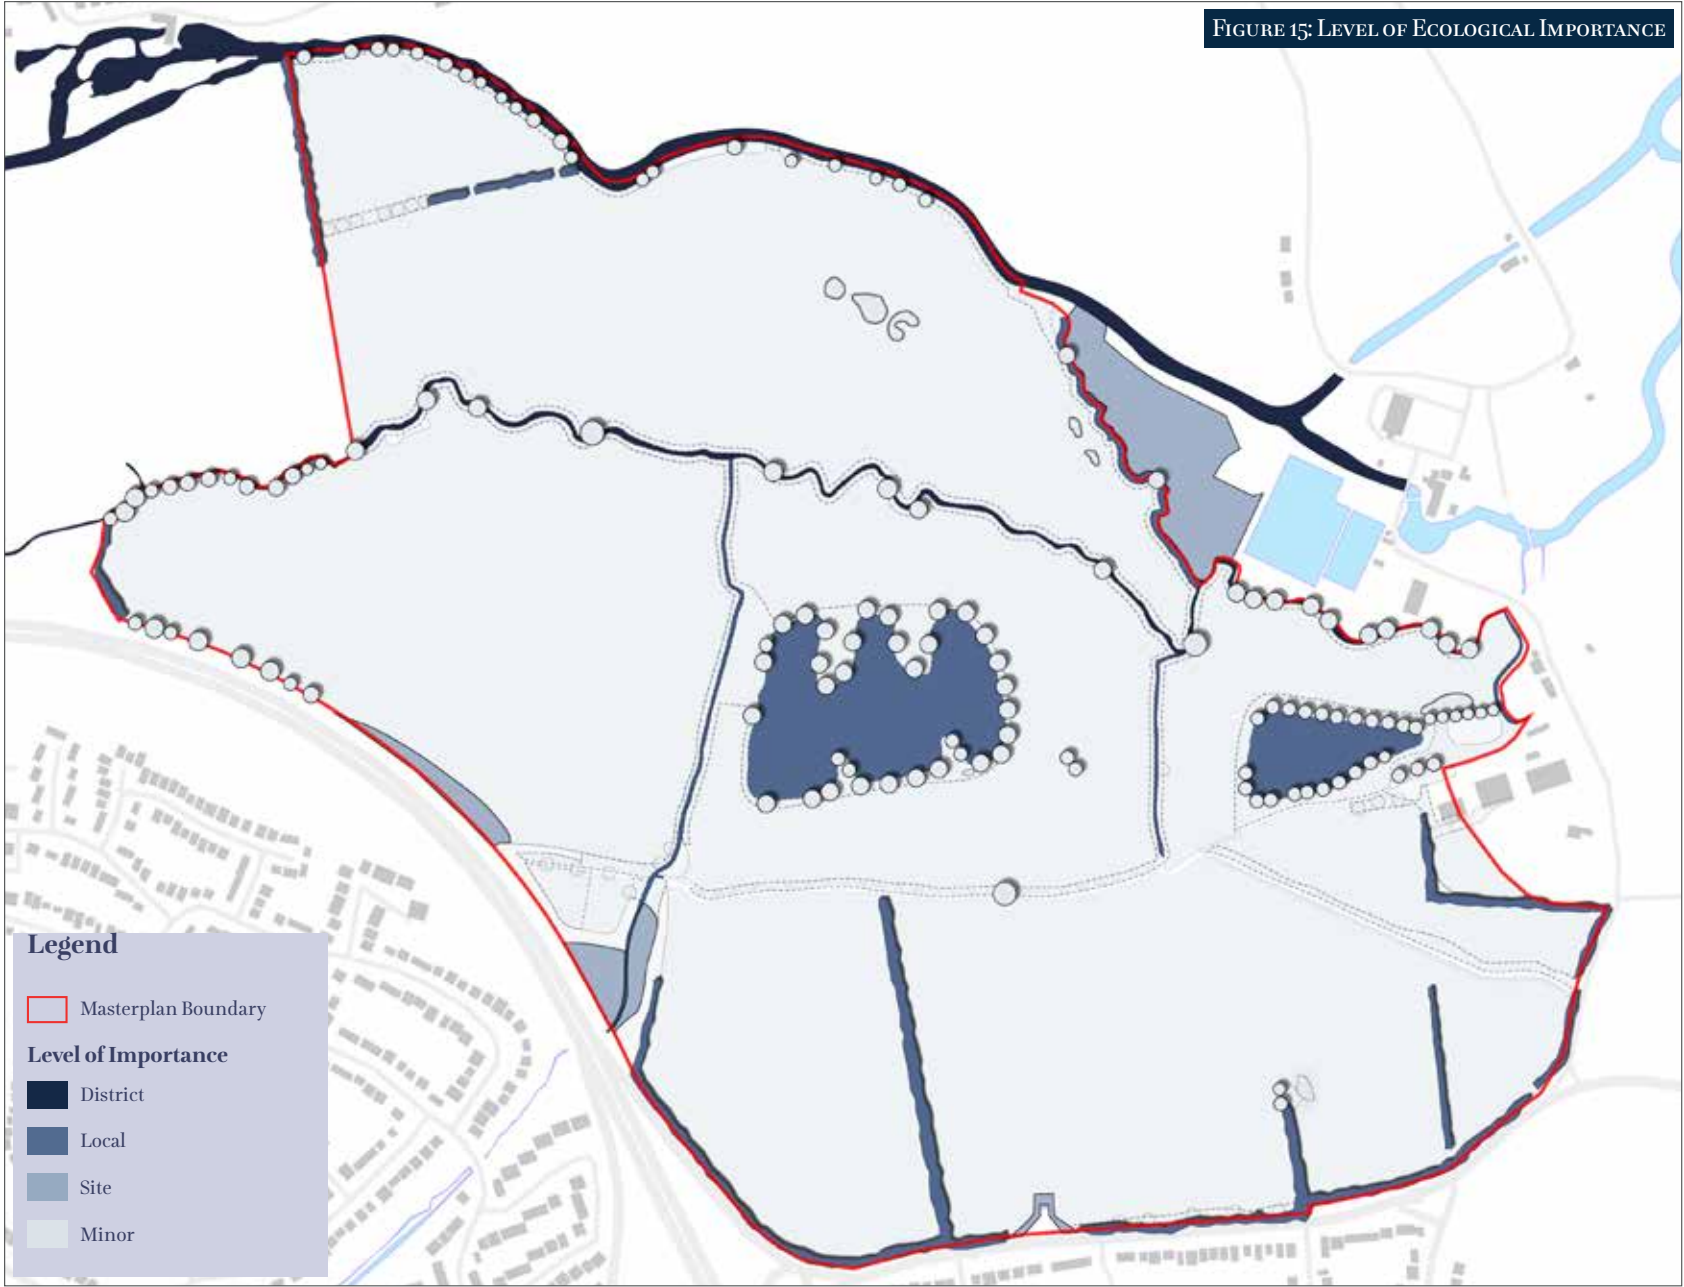 Figure 15: Level of Ecological Importance
Legend
Masterplan Boundary
Level of Importance
District
Local
Site
Minor